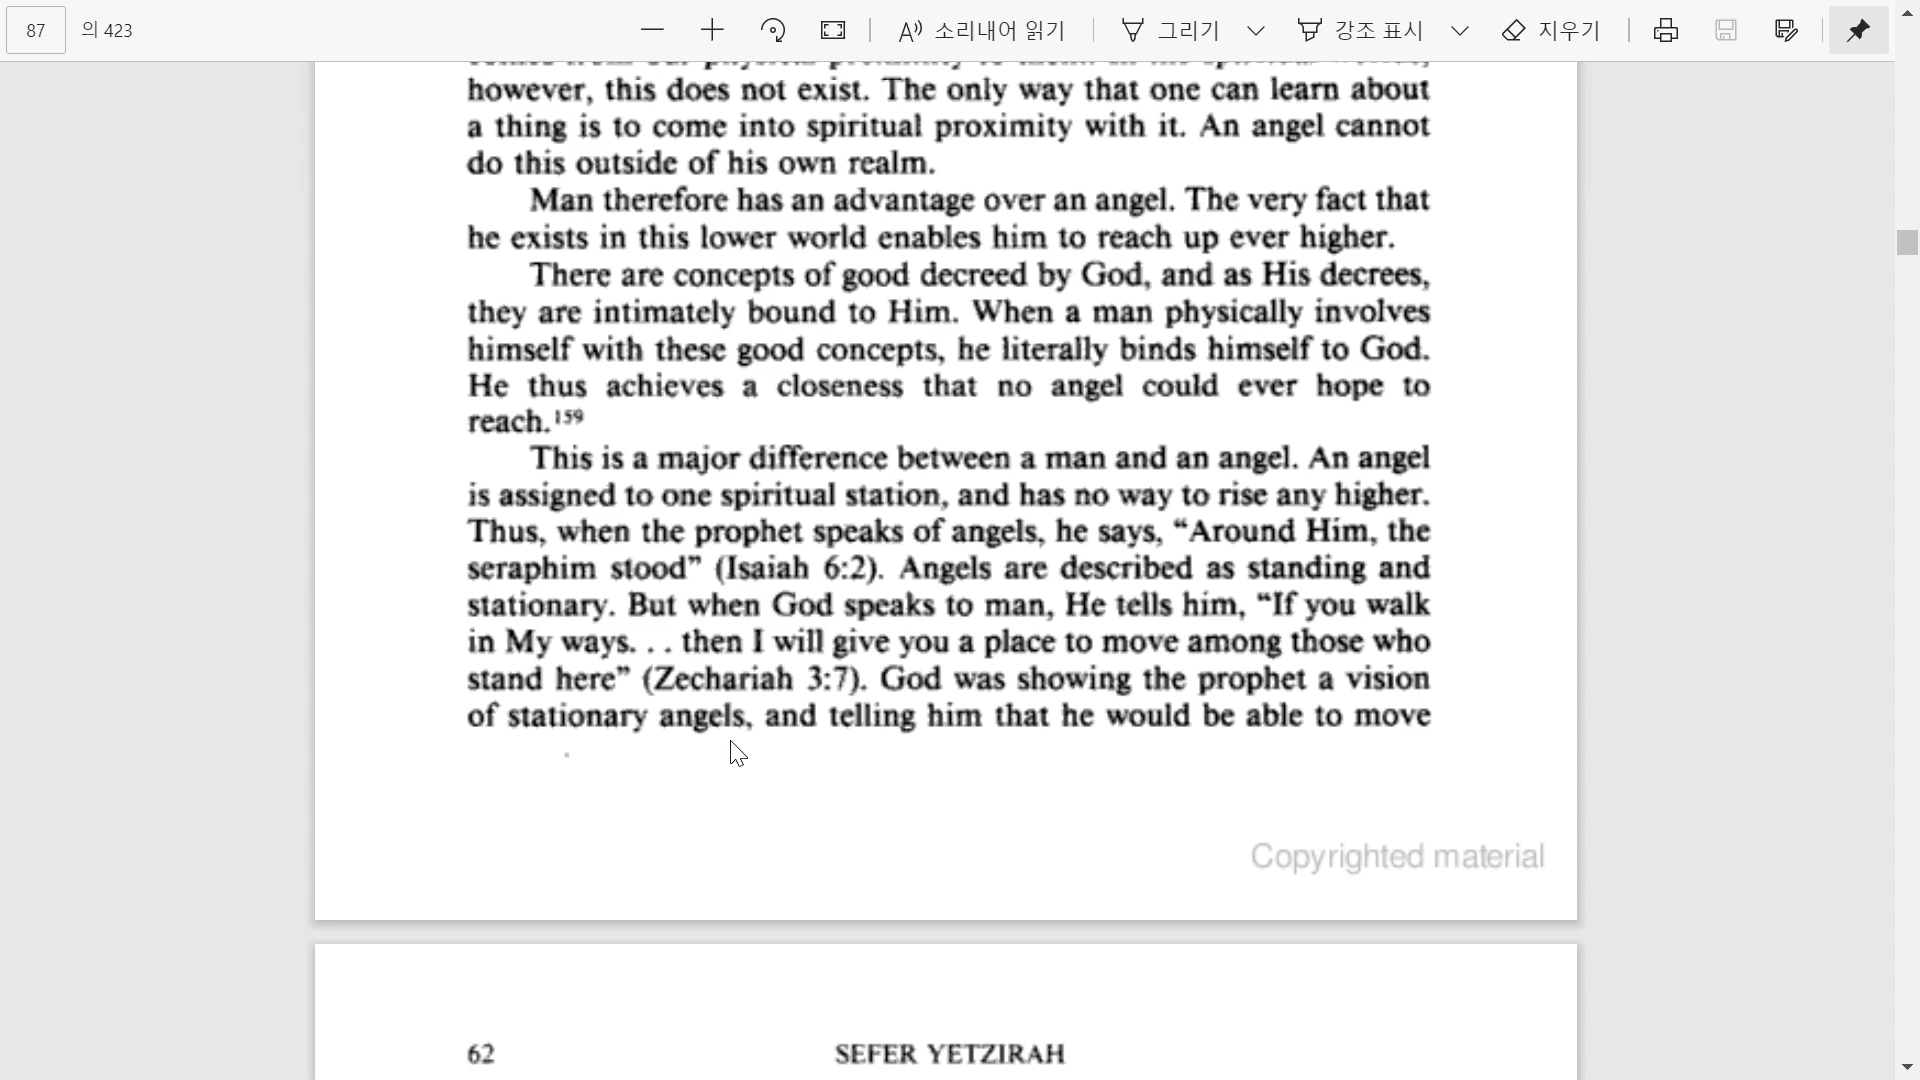 87 의 423 소리내어 읽기 그리기 강조 표시 지우기
however, this does not exist. The only way that one can learn about
a thing is to come into spiritual proximity with it. An angel cannot
do this outside of his own realm.
Man therefore has an advantage over an angel. The very fact that
he exists in this lower world enables him to reach up ever higher.
There are concepts of good decreed by God, and as His decrees,
they are intimately bound to Him. When a man physically involves
himself with these good concepts, he literally binds himself to God.
He thus achieves a closeness that no angel could ever hope to
reach.¹⁵⁹
This is a major difference between a man and an angel. An angel
is assigned to one spiritual station, and has no way to rise any higher.
Thus, when the prophet speaks of angels, he says, “Around Him, the
seraphim stood” (Isaiah 6:2). Angels are described as standing and
stationary. But when God speaks to man, He tells him, “If you walk
in My ways. . . then I will give you a place to move among those who
stand here” (Zechariah 3:7). God was showing the prophet a vision
of stationary angels, and telling him that he would be able to move
Copyrighted material
62 SEFER YETZIRAH